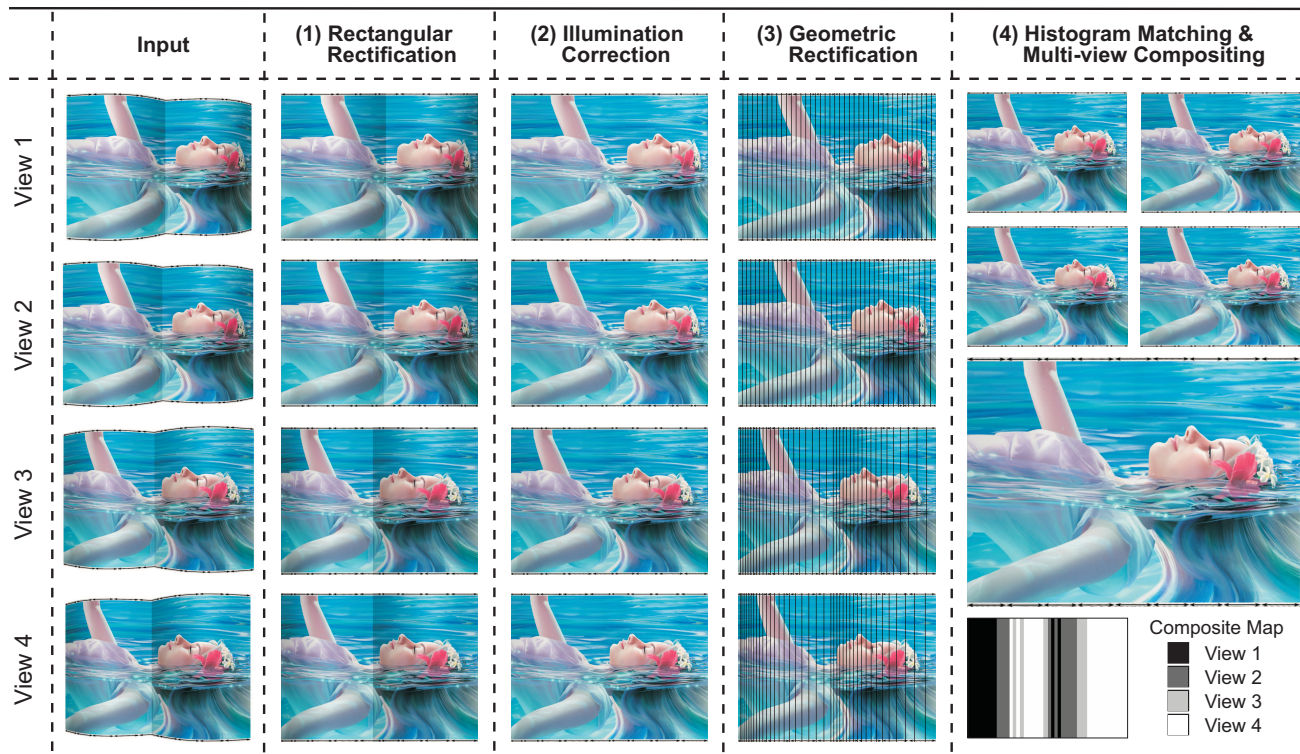 Input
(1) Rectangular
Rectification
(2) Illumination
Correction
(3) Geometric
Rectification
(4) Histogram Matching &
Multi-view Compositing
View 1
View 2
View 3
View 4
Composite Map
View 1
View 2
View 3
View 4